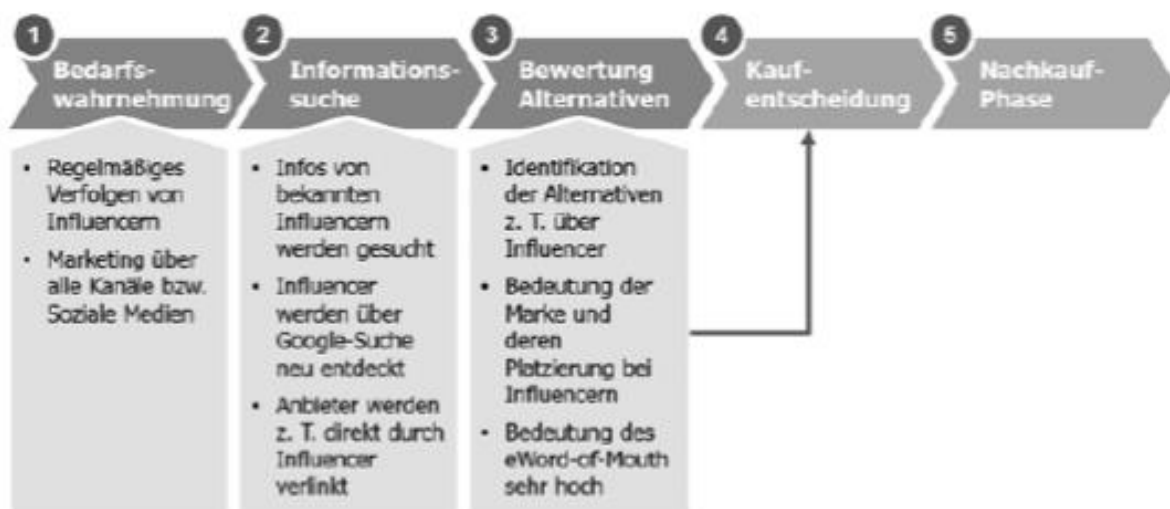 1
Bedarfs-
wahrnehmung
2
Informations-
suche
3
Bewertung
Alternativen
4
Kauf-
entscheidung
5
Nachkauf-
Phase
• Regelmäßiges
Verfolgen von
Influencern
• Marketing über
alle Kanäle bzw.
Soziale Medien
• Infos von
bekannten
Influencern
werden gesucht
• Influencer
werden über
Google-Suche
neu entdeckt
• Anbieter werden
z. T. direkt durch
Influencer
verlinkt
• Identifikation
der Alternativen
z. T. über
Influencer
• Bedeutung der
Marke und
deren
Platzierung bei
Influencern
• Bedeutung des
eWord-of-Mouth
sehr hoch